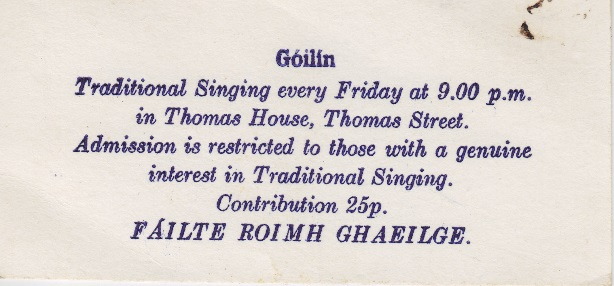 Góilín
Traditional Singing every Friday at 9.00 p.m.
in Thomas House, Thomas Street.
Admission is restricted to those with a genuine
interest in Traditional Singing.
Contribution 25p.
FÁILTE ROIMH GHAEILGE.